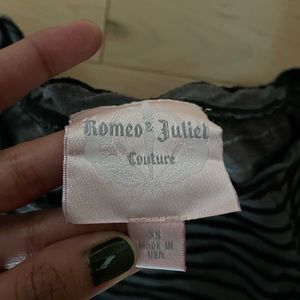 Romeo & Juliet
Couture
XS
MADE IN
USA